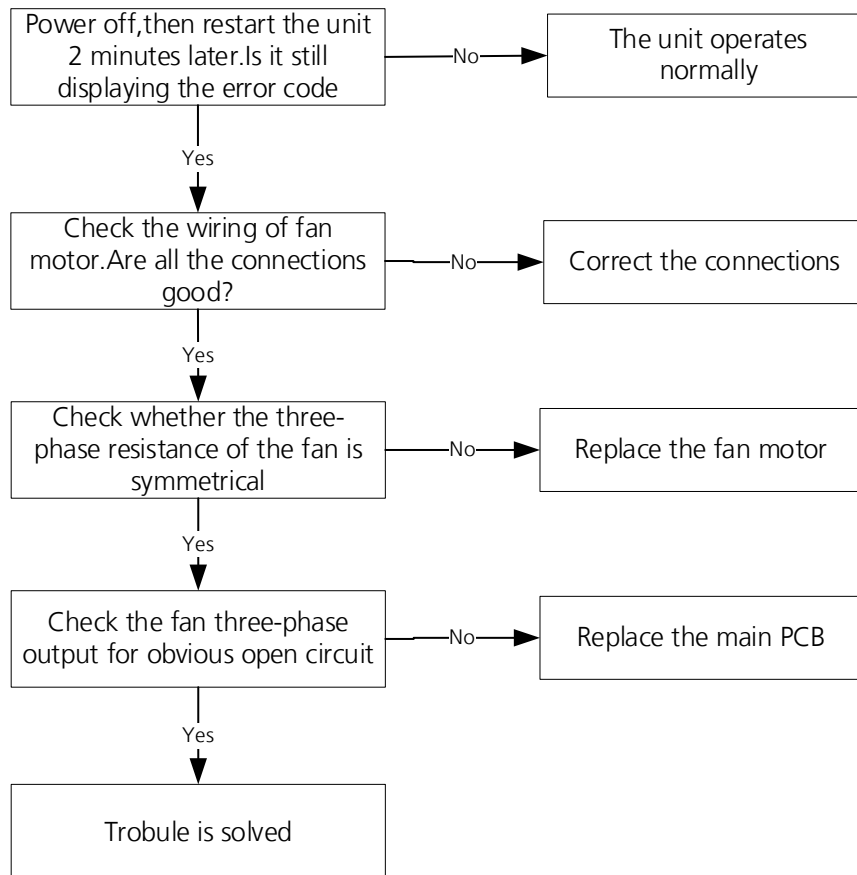 Power off,then restart the unit
2 minutes later.Is it still
displaying the error code
No
The unit operates
normally
Yes
Check the wiring of fan
motor.Are all the connections
good?
No
Correct the connections
Yes
Check whether the three-
phase resistance of the fan is
symmetrical
No
Replace the fan motor
Yes
Check the fan three-phase
output for obvious open circuit
No
Replace the main PCB
Yes
Trobule is solved